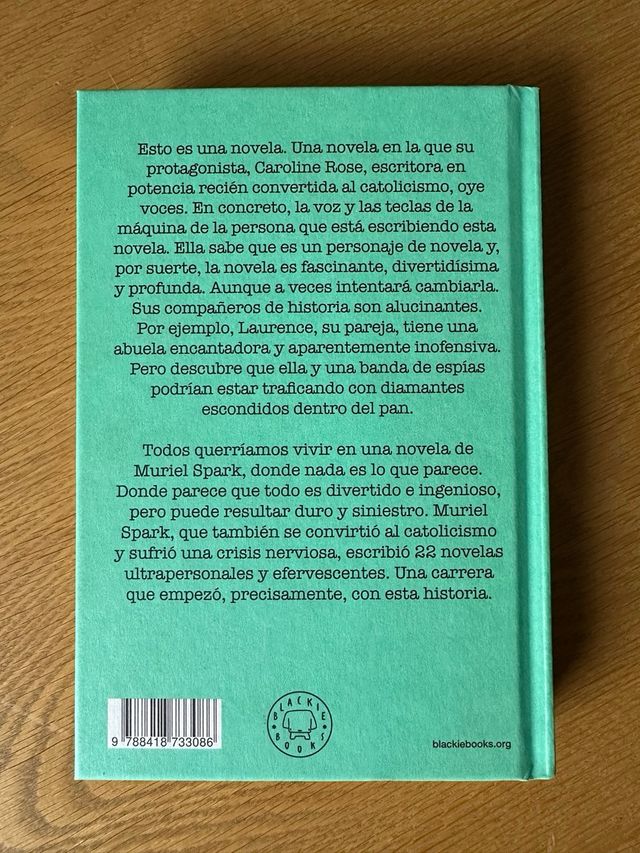 Esto es una novela. Una novela en la que su
protagonista, Caroline Rose, escritora en
potencia recién convertida al catolicismo, oye
voces. En concreto, la voz y las teclas de la
máquina de la persona que está escribiendo esta
novela. Ella sabe que es un personaje de novela y,
por suerte, la novela es fascinante, divertidísima
y profunda. Aunque a veces intentará cambiarla.
Sus compañeros de historia son alucinantes.
Por ejemplo, Laurence, su pareja, tiene una
abuela encantadora y aparentemente inofensiva.
Pero descubre que ella y una banda de espías
podrían estar traficando con diamantes
escondidos dentro del pan.
Todos querríamos vivir en una novela de
Muriel Spark, donde nada es lo que parece.
Donde parece que todo es divertido e ingenioso,
pero puede resultar duro y siniestro. Muriel
Spark, que también se convirtió al catolicismo
y sufrió una crisis nerviosa, escribió 22 novelas
ultrapersonales y efervescentes. Una carrera
que empezó, precisamente, con esta historia.
9 788418 733086
BLACKIE BOOKS
blackiebooks.org